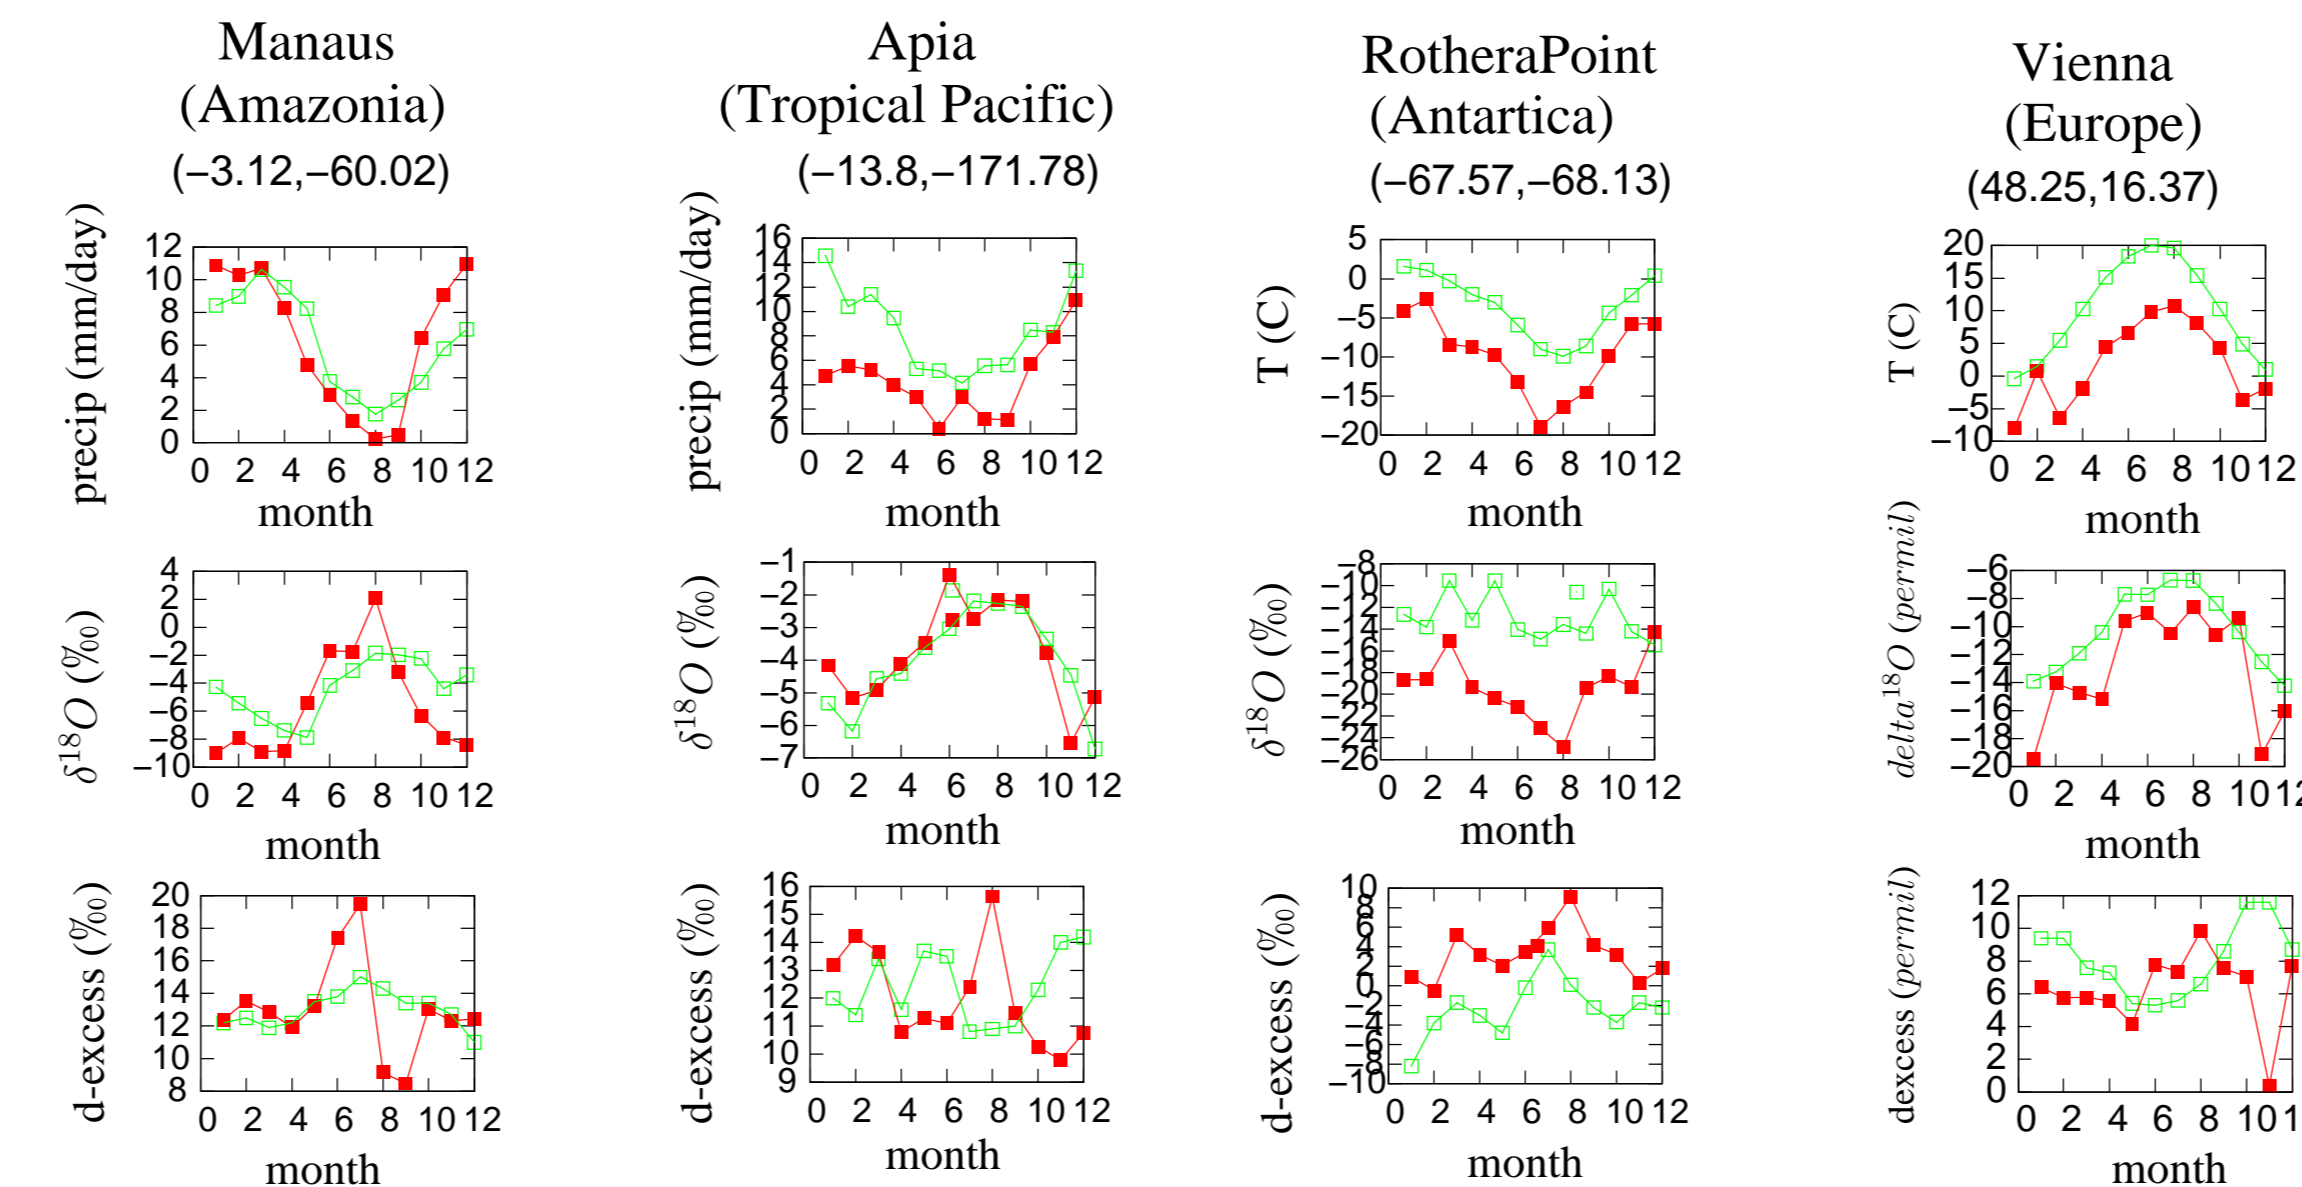 Manaus
(Amazonia)
(−3.12,−60.02)
precip (mm/day)
12
10
8
6
4
2
0
0 2 4 6 8 10 12
month
δ18O (‰)
4
2
0
−2
−4
−6
−8
−10
0 2 4 6 8 10 12
month
d-excess (‰)
20
18
16
14
12
10
8
0 2 4 6 8 10 12
month
Apia
(Tropical Pacific)
(−13.8,−171.78)
precip (mm/day)
16
14
12
10
8
6
4
2
0
0 2 4 6 8 10 12
month
δ18O (‰)
−1
−2
−3
−4
−5
−6
−7
0 2 4 6 8 10 12
month
d-excess (‰)
16
15
14
13
12
11
10
9
0 2 4 6 8 10 12
month
RotheraPoint
(Antartica)
(−67.57,−68.13)
T (C)
5
0
−5
−10
−15
−20
0 2 4 6 8 10 12
month
δ18O (‰)
−8
−10
−12
−14
−16
−18
−20
−22
−24
−26
0 2 4 6 8 10 12
month
d-excess (‰)
10
8
6
4
2
0
−2
−4
−6
−8
−10
0 2 4 6 8 10 12
month
Vienna
(Europe)
(48.25,16.37)
T (C)
20
15
10
5
0
−5
−10
0 2 4 6 8 10 12
month
delta18O (permil)
−6
−8
−10
−12
−14
−16
−18
−20
0 2 4 6 8 10 12
month
dexcess (permil)
12
10
8
6
4
2
0
0 2 4 6 8 10 1
month